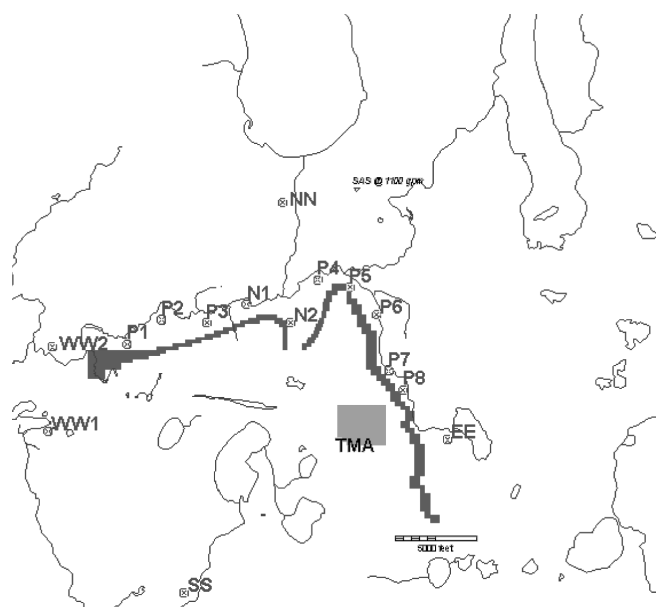 SAS @ 1100 gpm
NN
P4
P5
N1
P2
P3
N2
P6
P1
WW2
P7
P8
WW1
EE
TMA
5000 feet
SS